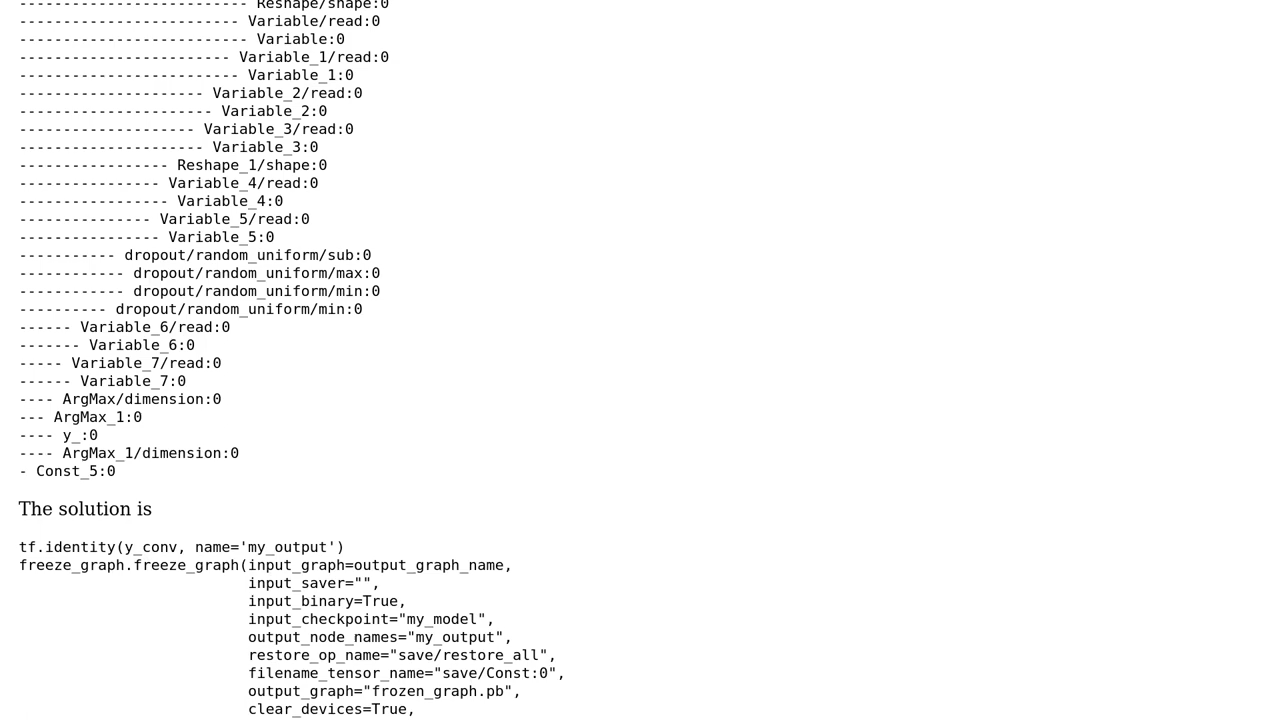 -------------------------- Reshape/shape:0
------------------------- Variable/read:0
-------------------------- Variable:0
------------------------ Variable_1/read:0
------------------------- Variable_1:0
--------------------- Variable_2/read:0
---------------------- Variable_2:0
-------------------- Variable_3/read:0
--------------------- Variable_3:0
----------------- Reshape_1/shape:0
---------------- Variable_4/read:0
----------------- Variable_4:0
--------------- Variable_5/read:0
---------------- Variable_5:0
----------- dropout/random_uniform/sub:0
------------ dropout/random_uniform/max:0
------------ dropout/random_uniform/min:0
---------- dropout/random_uniform/min:0
------ Variable_6/read:0
------- Variable_6:0
----- Variable_7/read:0
------ Variable_7:0
---- ArgMax/dimension:0
--- ArgMax_1:0
---- y_:0
---- ArgMax_1/dimension:0
- Const_5:0
The solution is
tf.identity(y_conv, name='my_output')
freeze_graph.freeze_graph(input_graph=output_graph_name,
input_saver="",
input_binary=True,
input_checkpoint="my_model",
output_node_names="my_output",
restore_op_name="save/restore_all",
filename_tensor_name="save/Const:0",
output_graph="frozen_graph.pb",
clear_devices=True,